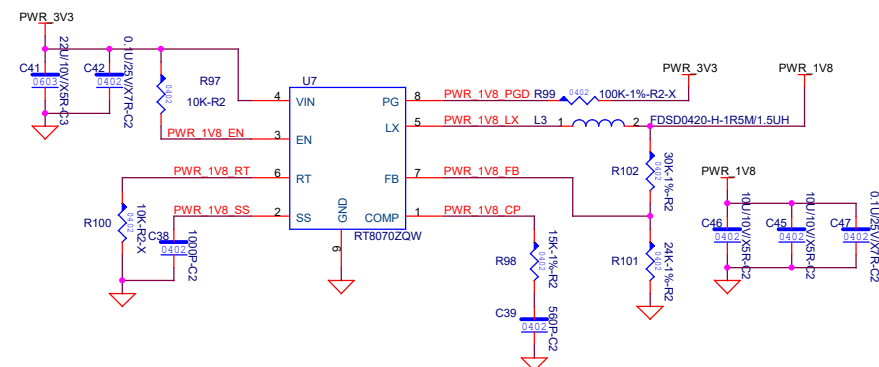 PWR_3V3
C41
0603
22U/10V/X5R-C3
C42
0402
0.1U/25V/X7R-C2
R97
0402
10K-R2
PWR_1V8_EN
PWR_1V8_RT
PWR_1V8_SS
R100
0402
10K-R2-X
C38
0402
1000P-C2
U7
4
VIN
3
EN
6
RT
2
SS
GND
9
PG
8
LX
5
FB
7
COMP
1
RT8070ZQW
PWR_1V8_PGD
R99
0402
100K-1%-R2-X
PWR_3V3
PWR_1V8
PWR_1V8_LX
L3
1
2
FDSD0420-H-1R5M/1.5UH
PWR_1V8_FB
R102
0402
30K-1%-R2
PWR_1V8_CP
R98
0402
15K-1%-R2
C39
0402
560P-C2
R101
0402
24K-1%-R2
PWR_1V8
C46
0402
10U/10V/X5R-C2
C45
0402
10U/10V/X5R-C2
C47
0402
0.1U/25V/X7R-C2